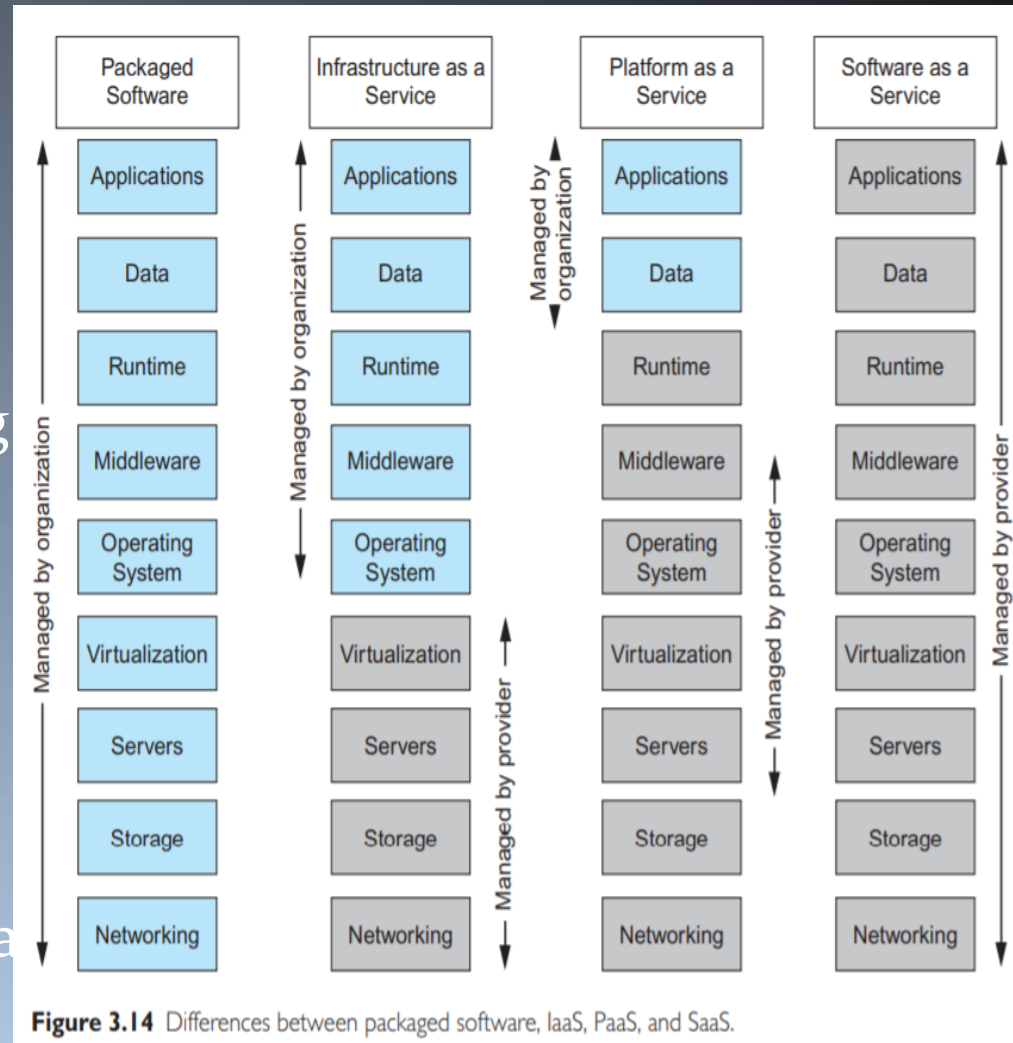 Packaged
Software
Infrastructure as a
Service
Platform as a
Service
Software as a
Service
Managed by organization
Applications
Data
Runtime
Middleware
Operating
System
Virtualization
Servers
Storage
Networking
Managed by organization
Applications
Data
Runtime
Middleware
Operating
System
Virtualization
Servers
Storage
Networking
Managed by provider
Managed by
organization
Applications
Data
Runtime
Middleware
Operating
System
Virtualization
Servers
Storage
Networking
Managed by provider
Applications
Data
Runtime
Middleware
Operating
System
Virtualization
Servers
Storage
Networking
Managed by provider
g
a
Figure 3.14 Differences between packaged software, IaaS, PaaS, and SaaS.